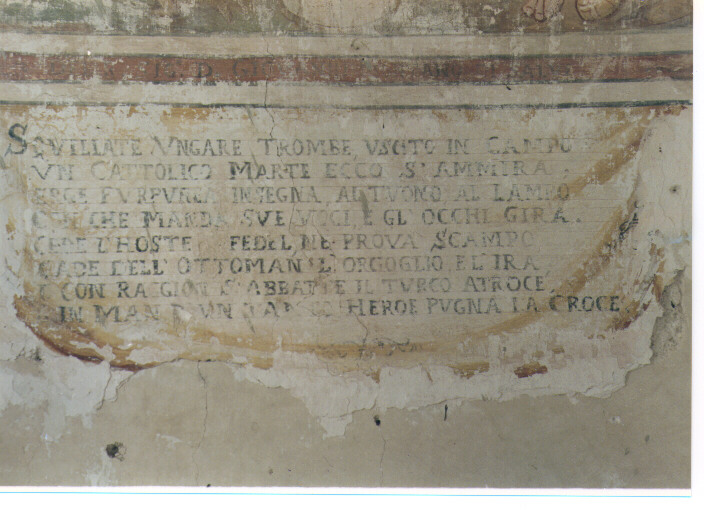 SQUILLATE UNGARE TROMBE, USCITO IN CAMPO
UN CATTOLICO MARTE ECCO S'AMMIRA,
ERGE PURPUREA INSEGNA, AL TUONO AL LAMPO
CHE MANDA SUE VOCI, E GL'OCCHI GIRA.
CEDE L'HOSTE FEDEL NE PROVA SCAMPO
CADE DELL'OTTOMAN L'ORGOGLIO, E L'IRA,
E CON RAGGION S'ABBATTE IL TURCO ATROCE,
IN MAN D'UN HEROE PUGNA LA CROCE